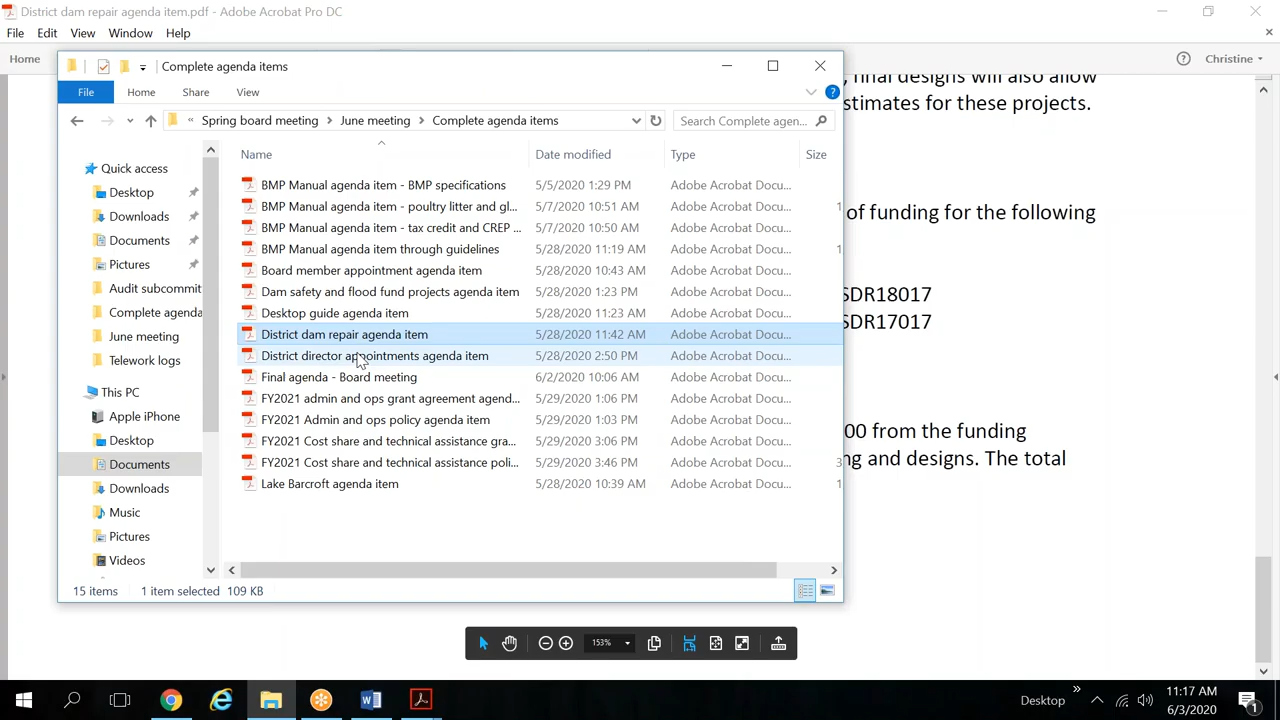 District dam repair agenda item.pdf - Adobe Acrobat Pro DC
File Edit View Window Help
Home
Christine
Complete agenda items
File Home Share View
« Spring board meeting › June meeting › Complete agenda items
Search Complete agen...
Name Date modified Type Size
Quick access
Desktop
Downloads
Documents
Pictures
Audit subcommit
Complete agenda
June meeting
Telework logs
This PC
Apple iPhone
Desktop
Documents
Downloads
Music
Pictures
Videos
BMP Manual agenda item - BMP specifications 5/5/2020 1:29 PM Adobe Acrobat Docu...
BMP Manual agenda item - poultry litter and gl... 5/7/2020 10:51 AM Adobe Acrobat Docu... 1
BMP Manual agenda item - tax credit and CREP ... 5/7/2020 10:50 AM Adobe Acrobat Docu...
BMP Manual agenda item through guidelines 5/28/2020 11:19 AM Adobe Acrobat Docu... 1
Board member appointment agenda item 5/28/2020 10:43 AM Adobe Acrobat Docu...
Dam safety and flood fund projects agenda item 5/28/2020 1:23 PM Adobe Acrobat Docu...
Desktop guide agenda item 5/28/2020 11:23 AM Adobe Acrobat Docu...
District dam repair agenda item 5/28/2020 11:42 AM Adobe Acrobat Docu...
District director appointments agenda item 5/28/2020 2:50 PM Adobe Acrobat Docu...
Final agenda - Board meeting 6/2/2020 10:06 AM Adobe Acrobat Docu...
FY2021 admin and ops grant agreement agend... 5/29/2020 1:06 PM Adobe Acrobat Docu...
FY2021 Admin and ops policy agenda item 5/29/2020 1:03 PM Adobe Acrobat Docu...
FY2021 Cost share and technical assistance gra... 5/29/2020 3:06 PM Adobe Acrobat Docu...
FY2021 Cost share and technical assistance poli... 5/29/2020 3:46 PM Adobe Acrobat Docu... 3
Lake Barcroft agenda item 5/28/2020 10:39 AM Adobe Acrobat Docu... 1
15 items 1 item selected 109 KB
, final designs will also allow
stimates for these projects.
of funding for the following
SDR18017
SDR17017
00 from the funding
ng and designs. The total
153%
Desktop
11:17 AM
6/3/2020
1